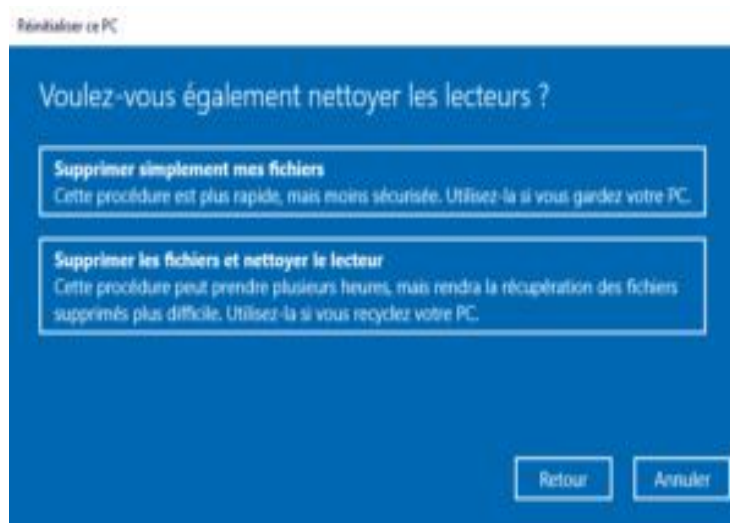 Réinitialiser ce PC
Voulez-vous également nettoyer les lecteurs ?
Supprimer simplement mes fichiers
Cette procédure est plus rapide, mais moins sécurisée. Utilisez-la si vous gardez votre PC.
Supprimer les fichiers et nettoyer le lecteur
Cette procédure peut prendre plusieurs heures, mais rendra la récupération des fichiers
supprimés plus difficile. Utilisez-la si vous recyclez votre PC.
Retour
Annuler